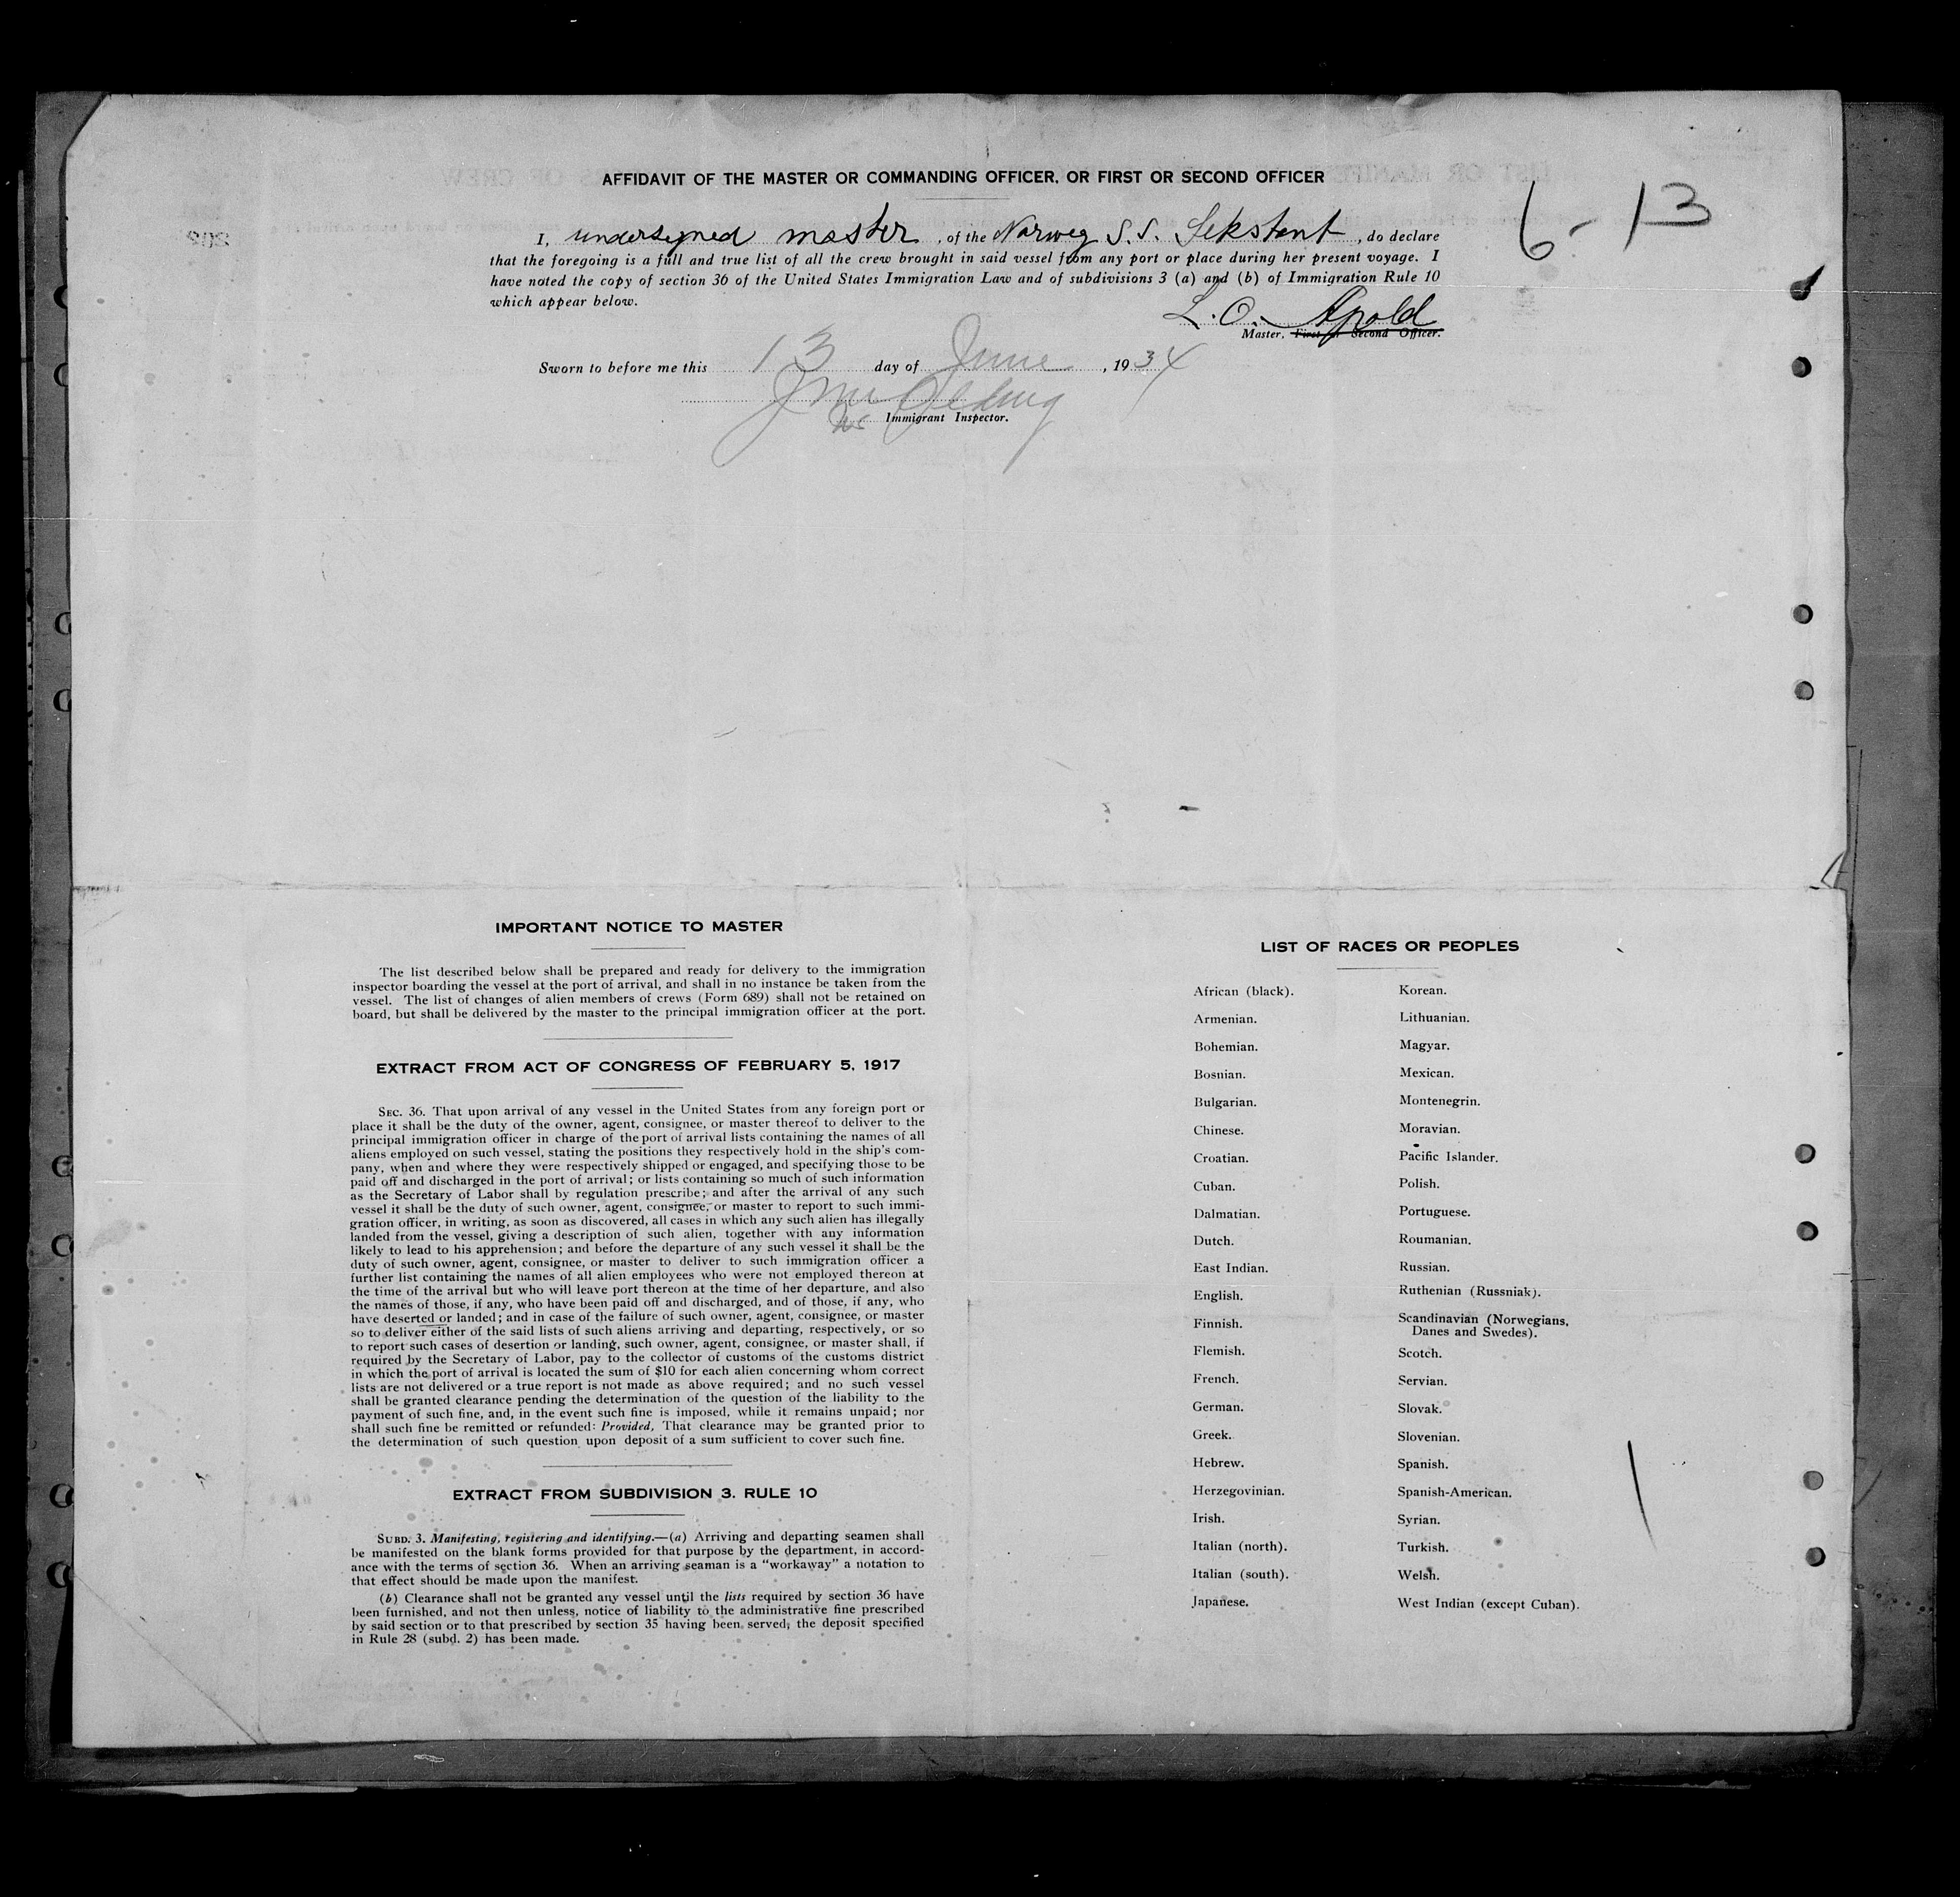 AFFIDAVIT OF THE MASTER OR COMMANDING OFFICER, OR FIRST OR SECOND OFFICER
6-13
I, undersigned master, of the Norweg S.S. Sekstant, do declare
that the foregoing is a full and true list of all the crew brought in said vessel from any port or place during her present voyage. I
have noted the copy of section 36 of the United States Immigration Law and of subdivisions 3 (a) and (b) of Immigration Rule 10
which appear below.
L. O. Apold
Master, First or Second Officer.
Sworn to before me this 13 day of June, 1934
Immigrant Inspector.
IMPORTANT NOTICE TO MASTER
The list described below shall be prepared and ready for delivery to the immigration
inspector boarding the vessel at the port of arrival, and shall in no instance be taken from the
vessel. The list of changes of alien members of crews (Form 689) shall not be retained on
board, but shall be delivered by the master to the principal immigration officer at the port.
EXTRACT FROM ACT OF CONGRESS OF FEBRUARY 5, 1917
SEC. 36. That upon arrival of any vessel in the United States from any foreign port or
place it shall be the duty of the owner, agent, consignee, or master thereof to deliver to the
principal immigration officer in charge of the port of arrival lists containing the names of all
aliens employed on such vessel, stating the positions they respectively hold in the ship's com-
pany, when and where they were respectively shipped or engaged, and specifying those to be
paid off and discharged in the port of arrival; or lists containing so much of such information
as the Secretary of Labor shall by regulation prescribe; and after the arrival of any such
vessel it shall be the duty of such owner, agent, consignee, or master to report to such immi-
gration officer, in writing, as soon as discovered, all cases in which any such alien has illegally
landed from the vessel, giving a description of such alien, together with any information
likely to lead to his apprehension; and before the departure of any such vessel it shall be the
duty of such owner, agent, consignee, or master to deliver to such immigration officer a
further list containing the names of all alien employees who were not employed thereon at
the time of the arrival but who will leave port thereon at the time of her departure, and also
the names of those, if any, who have been paid off and discharged, and of those, if any, who
have deserted or landed; and in case of the failure of such owner, agent, consignee, or master
so to deliver either of the said lists of such aliens arriving and departing, respectively, or so
to report such cases of desertion or landing, such owner, agent, consignee, or master shall, if
required by the Secretary of Labor, pay to the collector of customs of the customs district
in which the port of arrival is located the sum of $10 for each alien concerning whom correct
lists are not delivered or a true report is not made as above required; and no such vessel
shall be granted clearance pending the determination of the question of the liability to the
payment of such fine, and, in the event such fine is imposed, while it remains unpaid; nor
shall such fine be remitted or refunded: Provided, That clearance may be granted prior to
the determination of such question upon deposit of a sum sufficient to cover such fine.
EXTRACT FROM SUBDIVISION 3. RULE 10
SUBD. 3. Manifesting, registering and identifying.—(a) Arriving and departing seamen shall
be manifested on the blank forms provided for that purpose by the department, in accord-
ance with the terms of section 36. When an arriving seaman is a "workaway" a notation to
that effect should be made upon the manifest.
(b) Clearance shall not be granted any vessel until the lists required by section 36 have
been furnished, and not then unless, notice of liability to the administrative fine prescribed
by said section or to that prescribed by section 35 having been served, the deposit specified
in Rule 28 (subd. 2) has been made.
LIST OF RACES OR PEOPLES
African (black).
Armenian.
Bohemian.
Bosnian.
Bulgarian.
Chinese.
Croatian.
Cuban.
Dalmatian.
Dutch.
East Indian.
English.
Finnish.
Flemish.
French.
German.
Greek.
Hebrew.
Herzegovinian.
Irish.
Italian (north).
Italian (south).
Japanese.
Korean.
Lithuanian.
Magyar.
Mexican.
Montenegrin.
Moravian.
Pacific Islander.
Polish.
Portuguese.
Roumanian.
Russian.
Ruthenian (Russniak).
Scandinavian (Norwegians,
Danes and Swedes).
Scotch.
Servian.
Slovak.
Slovenian.
Spanish.
Spanish-American.
Syrian.
Turkish.
Welsh.
West Indian (except Cuban).